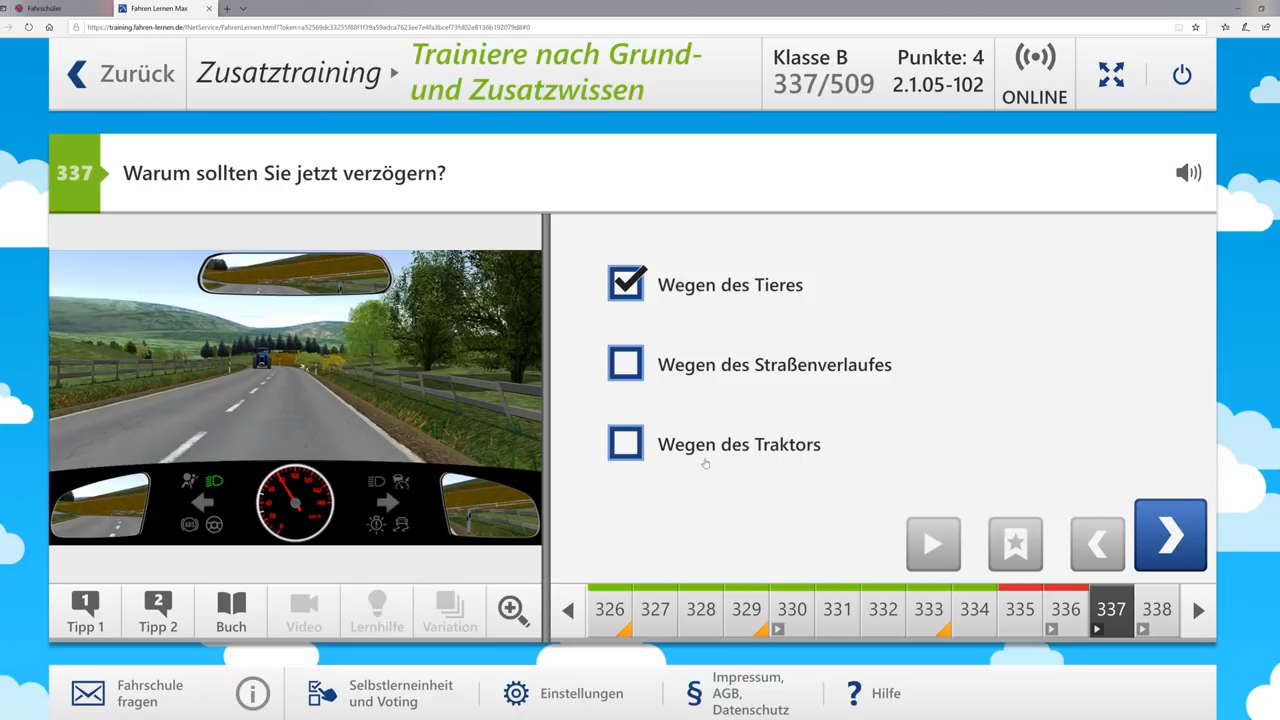 Fahrschüler
Fahren Lernen Max
Zurück
Zusatztraining
Trainiere nach Grund-
und Zusatzwissen
Klasse B
337/509
Punkte: 4
2.1.05-102
ONLINE
337
Warum sollten Sie jetzt verzögern?
Wegen des Tieres
Wegen des Straßenverlaufes
Wegen des Traktors
ABS
1
Tipp 1
2
Tipp 2
Buch
Video
Lernhilfe
Variation
326 327 328 329 330 331 332 333 334 335 336 337 338
Fahrschule
fragen
Selbstlerneinheit
und Voting
Einstellungen
§
Impressum,
AGB,
Datenschutz
?
Hilfe